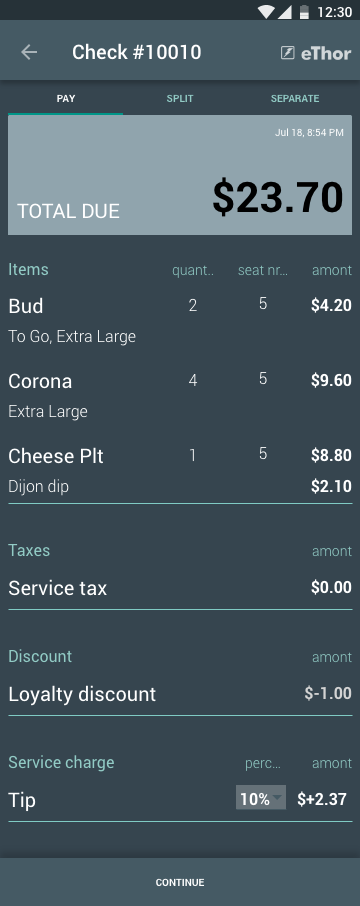 12:30
Check #10010
eThor
PAY SPLIT SEPARATE
Jul 18, 8:54 PM
TOTAL DUE $23.70
Items quant.. seat nr... amont
Bud 2 5 $4.20
To Go, Extra Large
Corona 4 5 $9.60
Extra Large
Cheese Plt 1 5 $8.80
Dijon dip $2.10
Taxes amont
Service tax $0.00
Discount amont
Loyalty discount $-1.00
Service charge perc... amont
Tip 10% $+2.37
CONTINUE